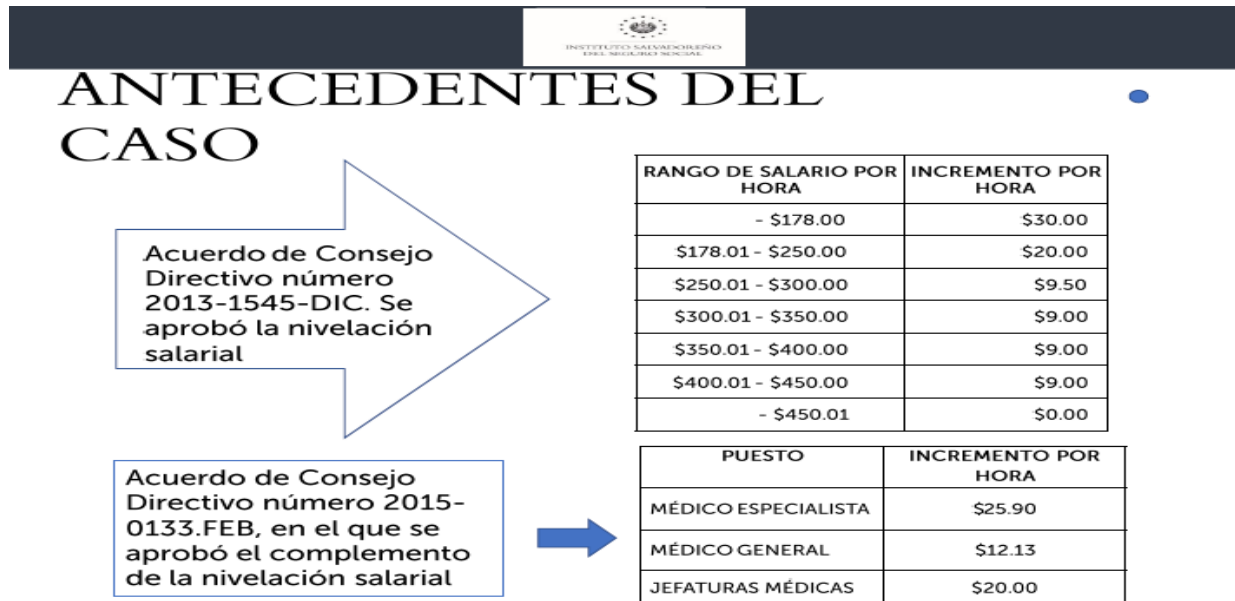 INSTITUTO SALVADOREÑO
DEL SEGURO SOCIAL
ANTECEDENTES DEL
CASO
Acuerdo de Consejo
Directivo número
2013-1545-DIC. Se
aprobó la nivelación
salarial
RANGO DE SALARIO POR HORA INCREMENTO POR HORA
- $178.00 $30.00
$178.01 - $250.00 $20.00
$250.01 - $300.00 $9.50
$300.01 - $350.00 $9.00
$350.01 - $400.00 $9.00
$400.01 - $450.00 $9.00
- $450.01 $0.00
Acuerdo de Consejo
Directivo número 2015-
0133.FEB, en el que se
aprobó el complemento
de la nivelación salarial
PUESTO INCREMENTO POR HORA
MÉDICO ESPECIALISTA $25.90
MÉDICO GENERAL $12.13
JEFATURAS MÉDICAS $20.00